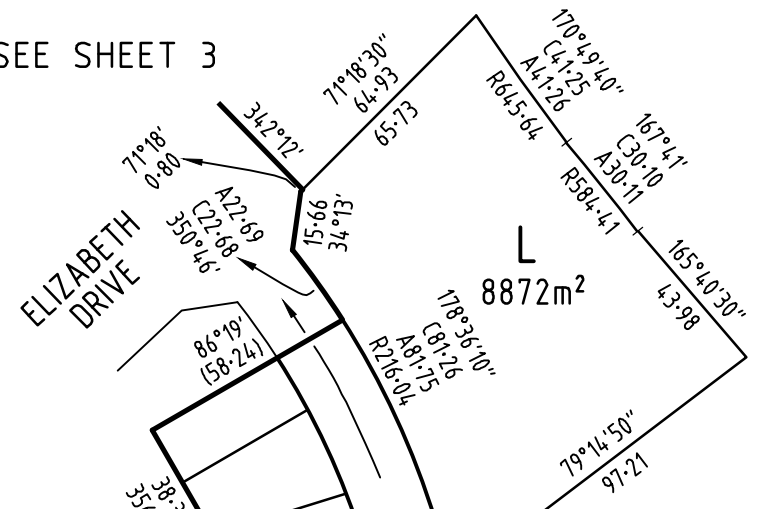 SEE SHEET 3
342°12'
71°18'30"
64·93
65·73
170°49'40"
C41·25
A41·26
R645·64
167°41'
C30·10
A30·11
R584·41
71°18'
0·80
A22·69
C22·68
350°46'
15·66
34°13'
ELIZABETH
DRIVE
L
8872m²
165°40'30"
43·98
86°19'
(58·24)
178°36'10"
C81·26
A81·75
R216·04
79°14'50"
97·21